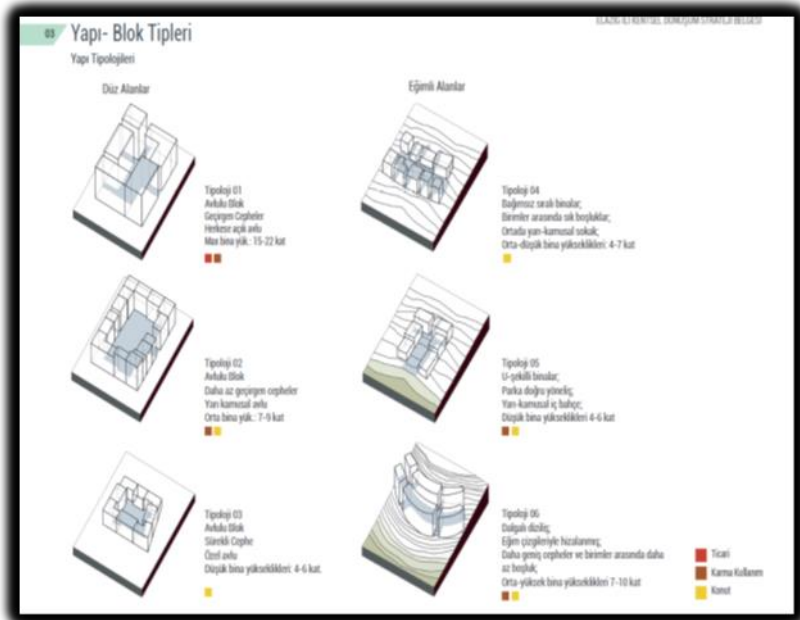 ELAZIĞ İLİ KENTSEL DÖNÜŞÜM STRATEJİ BELGESİ
03 Yapı- Blok Tipleri
Yapı Tipolojileri
Düz Alanlar
Tipoloji 01
Avlulu Blok
Geçirgen Cepheler
Herkese açık avlu
Max bina yük.: 15-22 kat
Tipoloji 02
Avlulu Blok
Daha az geçirgen cepheler
Yarı kamusal avlu
Orta bina yük.: 7-9 kat
Tipoloji 03
Avlulu Blok
Sürekli Cephe
Özel avlu
Düşük bina yükseklikleri: 4-6 kat
Eğimli Alanlar
Tipoloji 04
Bağımsız sıralı binalar;
Birimler arasında sık boşluklar;
Ortada yarı-kamusal sokak;
Orta-düşük bina yükseklikleri: 4-7 kat
Tipoloji 05
U-şekilli binalar;
Parka doğru yöneliş;
Yarı-kamusal iç bahçe;
Düşük bina yükseklikleri 4-6 kat
Tipoloji 06
Dalgalı diziliş;
Eğim çizgileriyle hizalanmış;
Daha geniş cepheler ve birimler arasında daha
az boşluk;
Orta-yüksek bina yükseklikleri 7-10 kat
Ticari
Karma Kullanım
Konut